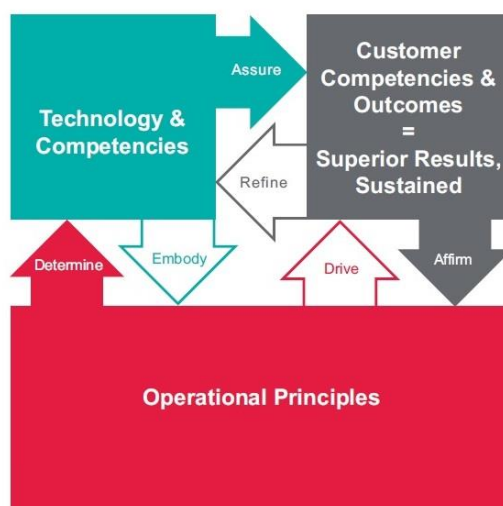 Technology &
Competencies
Assure
Customer
Competencies &
Outcomes
=
Superior Results,
Sustained
Refine
Determine
Embody
Drive
Affirm
Operational Principles